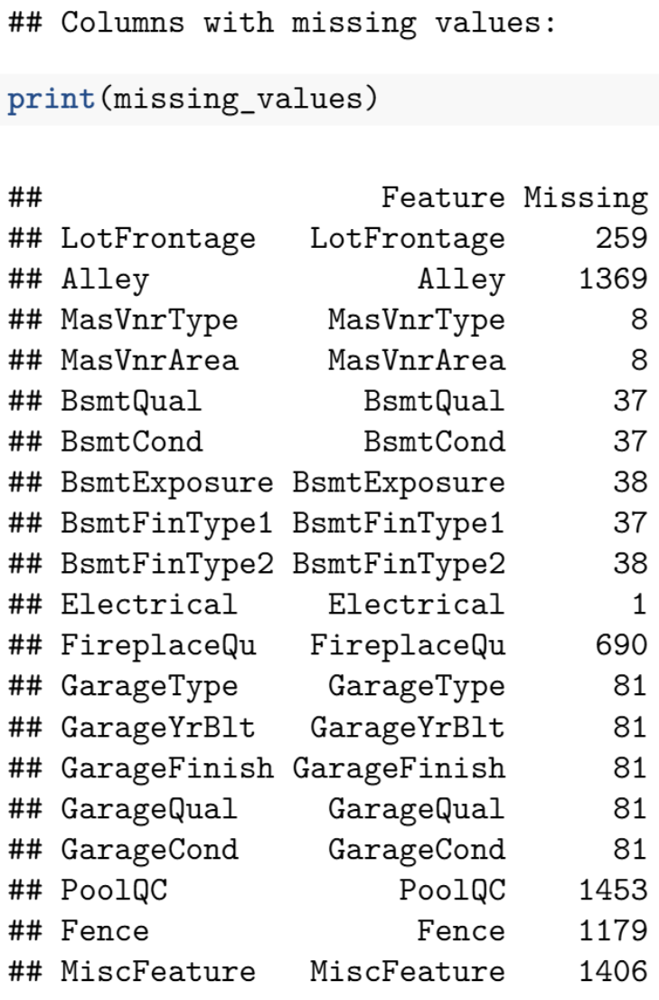 ## Columns with missing values:
print(missing_values)
## Feature Missing
## LotFrontage LotFrontage 259
## Alley Alley 1369
## MasVnrType MasVnrType 8
## MasVnrArea MasVnrArea 8
## BsmtQual BsmtQual 37
## BsmtCond BsmtCond 37
## BsmtExposure BsmtExposure 38
## BsmtFinType1 BsmtFinType1 37
## BsmtFinType2 BsmtFinType2 38
## Electrical Electrical 1
## FireplaceQu FireplaceQu 690
## GarageType GarageType 81
## GarageYrBlt GarageYrBlt 81
## GarageFinish GarageFinish 81
## GarageQual GarageQual 81
## GarageCond GarageCond 81
## PoolQC PoolQC 1453
## Fence Fence 1179
## MiscFeature MiscFeature 1406